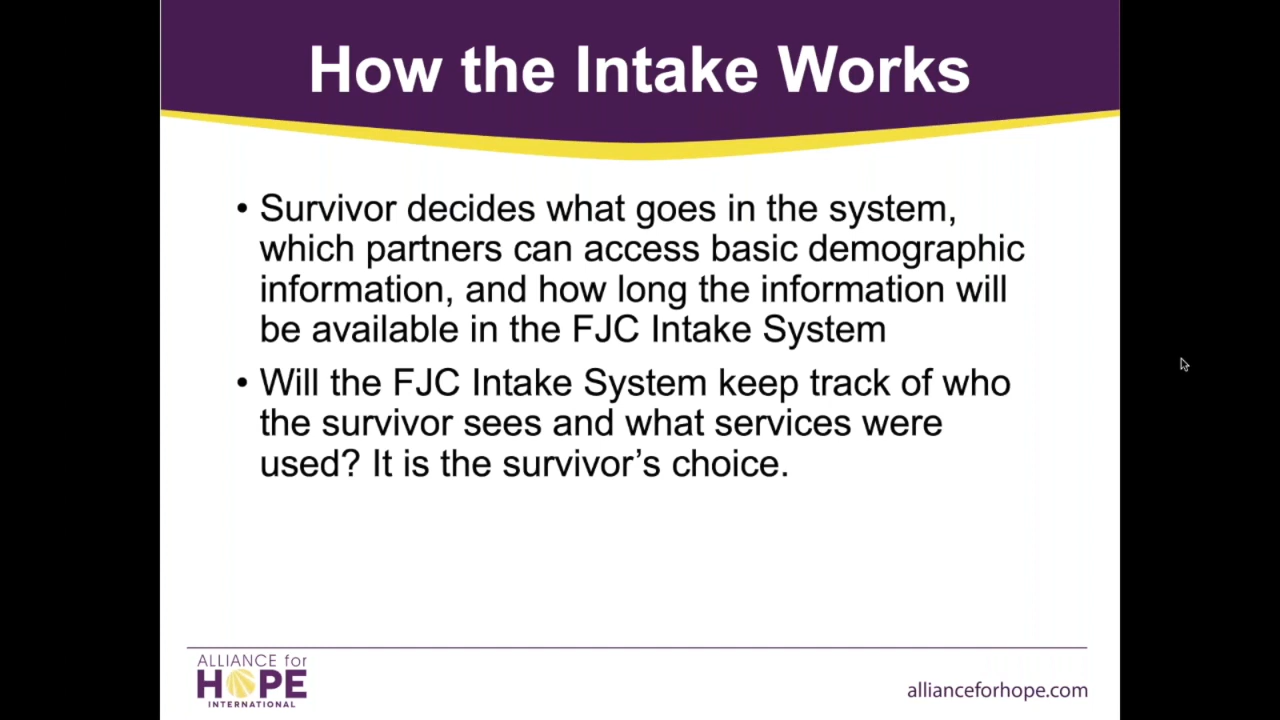 How the Intake Works
• Survivor decides what goes in the system,
which partners can access basic demographic
information, and how long the information will
be available in the FJC Intake System
• Will the FJC Intake System keep track of who
the survivor sees and what services were
used? It is the survivor’s choice.
ALLIANCE for
HOPE
INTERNATIONAL
allianceforhope.com